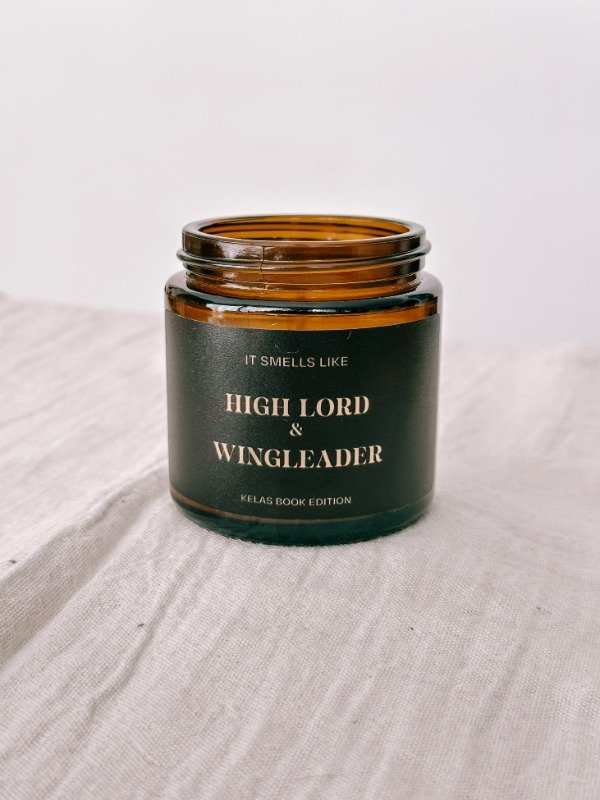 IT SMELLS LIKE
HIGH LORD
&
WINGLEADER
KELAS BOOK EDITION